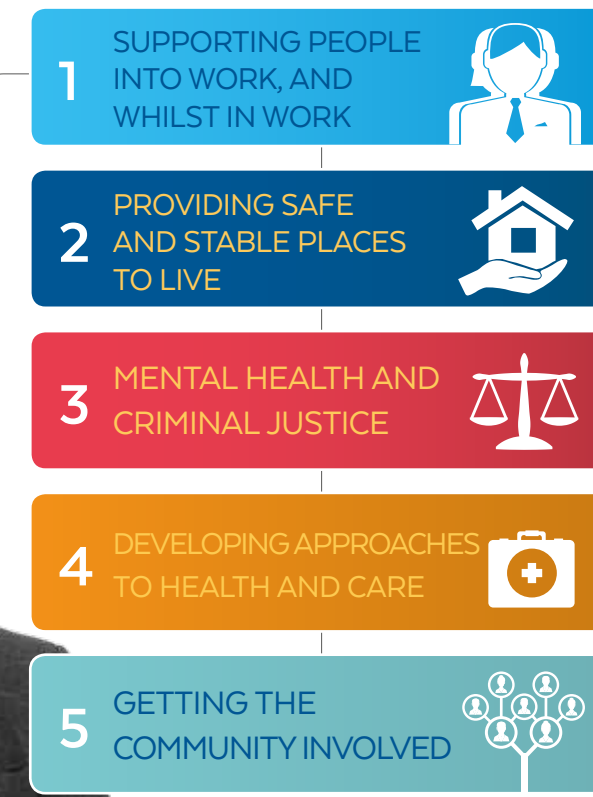 1
SUPPORTING PEOPLE
INTO WORK, AND
WHILST IN WORK
2
PROVIDING SAFE
AND STABLE PLACES
TO LIVE
3
MENTAL HEALTH AND
CRIMINAL JUSTICE
4
DEVELOPING APPROACHES
TO HEALTH AND CARE
5
GETTING THE
COMMUNITY INVOLVED